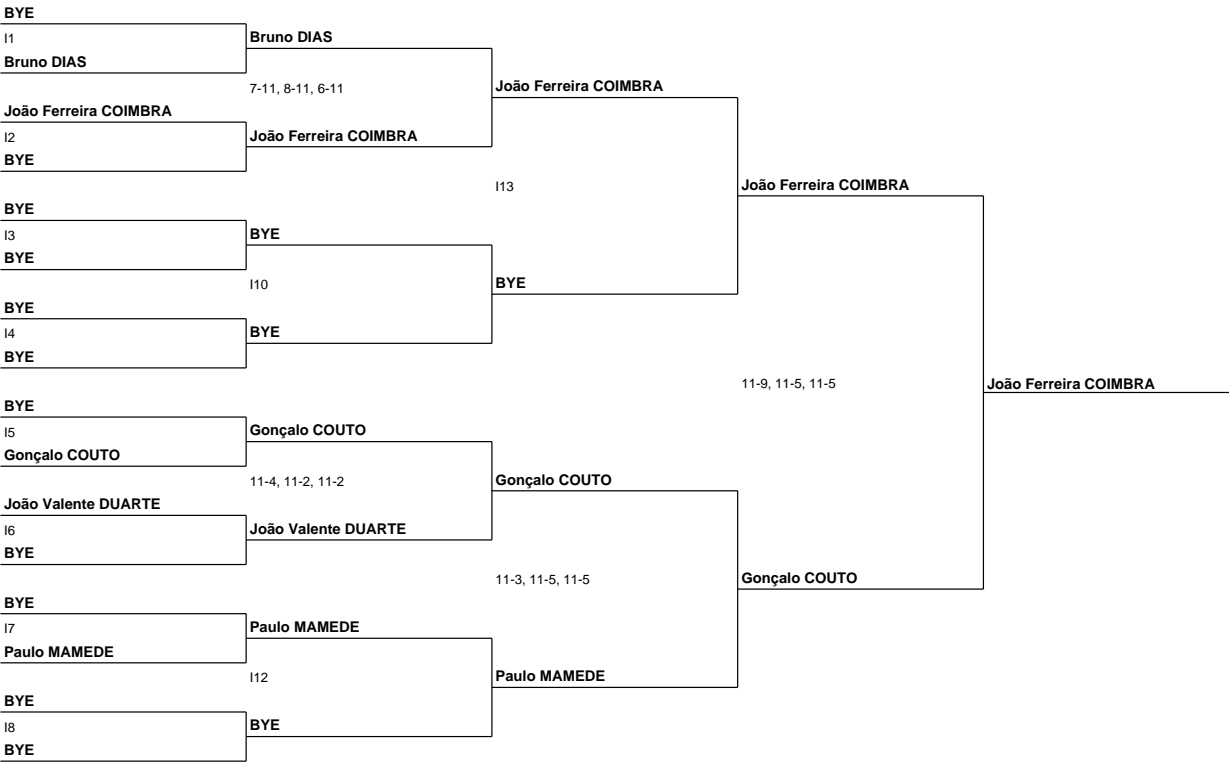 BYE
I1
Bruno DIAS
João Ferreira COIMBRA
I2
BYE
BYE
I3
BYE
BYE
I4
BYE
BYE
I5
Gonçalo COUTO
João Valente DUARTE
I6
BYE
BYE
I7
Paulo MAMEDE
BYE
I8
BYE
Bruno DIAS
7-11, 8-11, 6-11
João Ferreira COIMBRA
BYE
I10
BYE
Gonçalo COUTO
11-4, 11-2, 11-2
João Valente DUARTE
Paulo MAMEDE
I12
BYE
João Ferreira COIMBRA
I13
BYE
Gonçalo COUTO
11-3, 11-5, 11-5
Paulo MAMEDE
João Ferreira COIMBRA
11-9, 11-5, 11-5
Gonçalo COUTO
João Ferreira COIMBRA